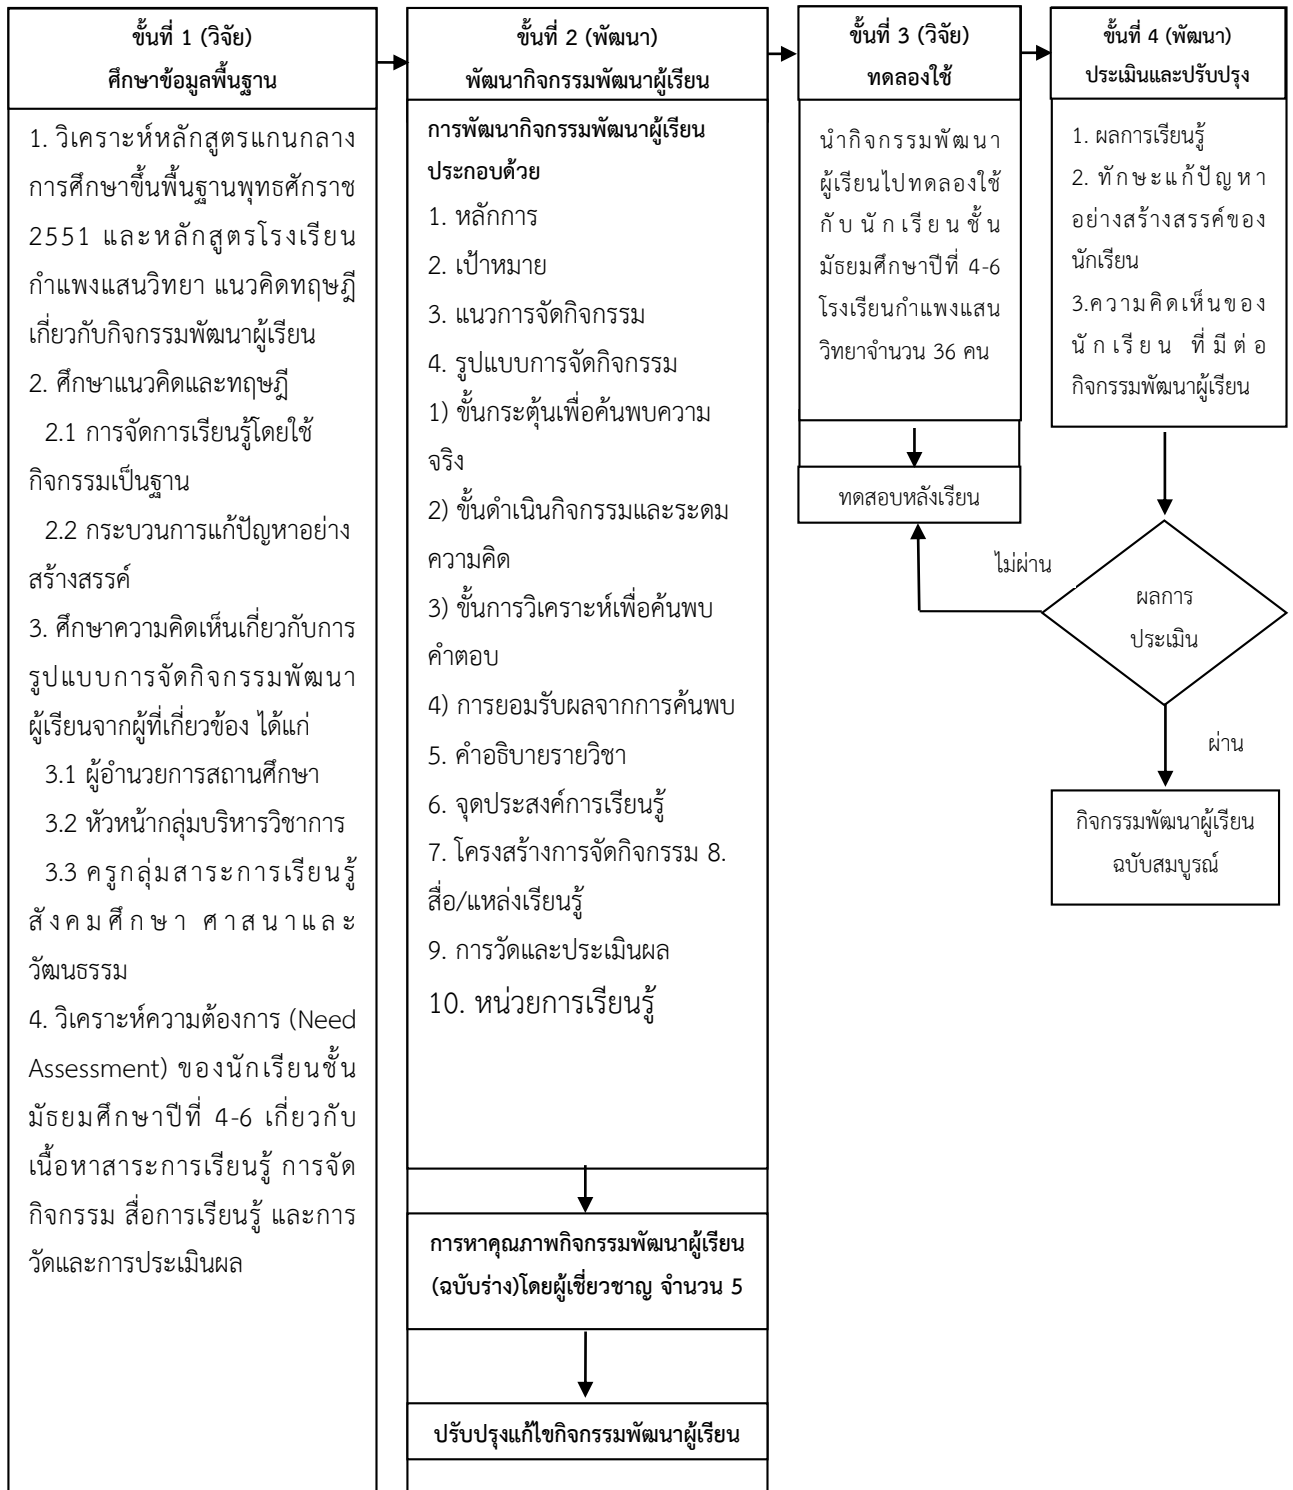 ขั้นที่ 1 (วิจัย)
ศึกษาข้อมูลพื้นฐาน
1. วิเคราะห์หลักสูตรแกนกลาง
การศึกษาขึ้นพื้นฐานพุทธศักราช
2551 และหลักสูตรโรงเรียน
กำแพงแสนวิทยา แนวคิดทฤษฎี
เกี่ยวกับกิจกรรมพัฒนาผู้เรียน
2. ศึกษาแนวคิดและทฤษฎี
2.1 การจัดการเรียนรู้โดยใช้
กิจกรรมเป็นฐาน
2.2 กระบวนการแก้ปัญหาอย่าง
สร้างสรรค์
3. ศึกษาความคิดเห็นเกี่ยวกับการ
รูปแบบการจัดกิจกรรมพัฒนา
ผู้เรียนจากผู้ที่เกี่ยวข้อง ได้แก่
3.1 ผู้อำนวยการสถานศึกษา
3.2 หัวหน้ากลุ่มบริหารวิชาการ
3.3 ครูกลุ่มสาระการเรียนรู้
สังคมศึกษา ศาสนาและ
วัฒนธรรม
4. วิเคราะห์ความต้องการ (Need
Assessment) ของนักเรียนชั้น
มัธยมศึกษาปีที่ 4-6 เกี่ยวกับ
เนื้อหาสาระการเรียนรู้ การจัด
กิจกรรม สื่อการเรียนรู้ และการ
วัดและการประเมินผล
ขั้นที่ 2 (พัฒนา)
พัฒนากิจกรรมพัฒนาผู้เรียน
การพัฒนากิจกรรมพัฒนาผู้เรียน
ประกอบด้วย
1. หลักการ
2. เป้าหมาย
3. แนวการจัดกิจกรรม
4. รูปแบบการจัดกิจกรรม
1) ขั้นกระตุ้นเพื่อค้นพบความ
จริง
2) ขั้นดำเนินกิจกรรมและระดม
ความคิด
3) ขั้นการวิเคราะห์เพื่อค้นพบ
คำตอบ
4) การยอมรับผลจากการค้นพบ
5. คำอธิบายรายวิชา
6. จุดประสงค์การเรียนรู้
7. โครงสร้างการจัดกิจกรรม 8.
สื่อ/แหล่งเรียนรู้
9. การวัดและประเมินผล
10. หน่วยการเรียนรู้
การหาคุณภาพกิจกรรมพัฒนาผู้เรียน
(ฉบับร่าง)โดยผู้เชี่ยวชาญ จำนวน 5
ปรับปรุงแก้ไขกิจกรรมพัฒนาผู้เรียน
ขั้นที่ 3 (วิจัย)
ทดลองใช้
นำกิจกรรมพัฒนา
ผู้เรียนไปทดลองใช้
กับนักเรียนชั้น
มัธยมศึกษาปีที่ 4-6
โรงเรียนกำแพงแสน
วิทยาจำนวน 36 คน
ทดสอบหลังเรียน
ขั้นที่ 4 (พัฒนา)
ประเมินและปรับปรุง
1. ผลการเรียนรู้
2. ทักษะแก้ปัญหา
อย่างสร้างสรรค์ของ
นักเรียน
3.ความคิดเห็นของ
นักเรียน ที่มีต่อ
กิจกรรมพัฒนาผู้เรียน
ไม่ผ่าน
ผลการ
ประเมิน
ผ่าน
กิจกรรมพัฒนาผู้เรียน
ฉบับสมบูรณ์